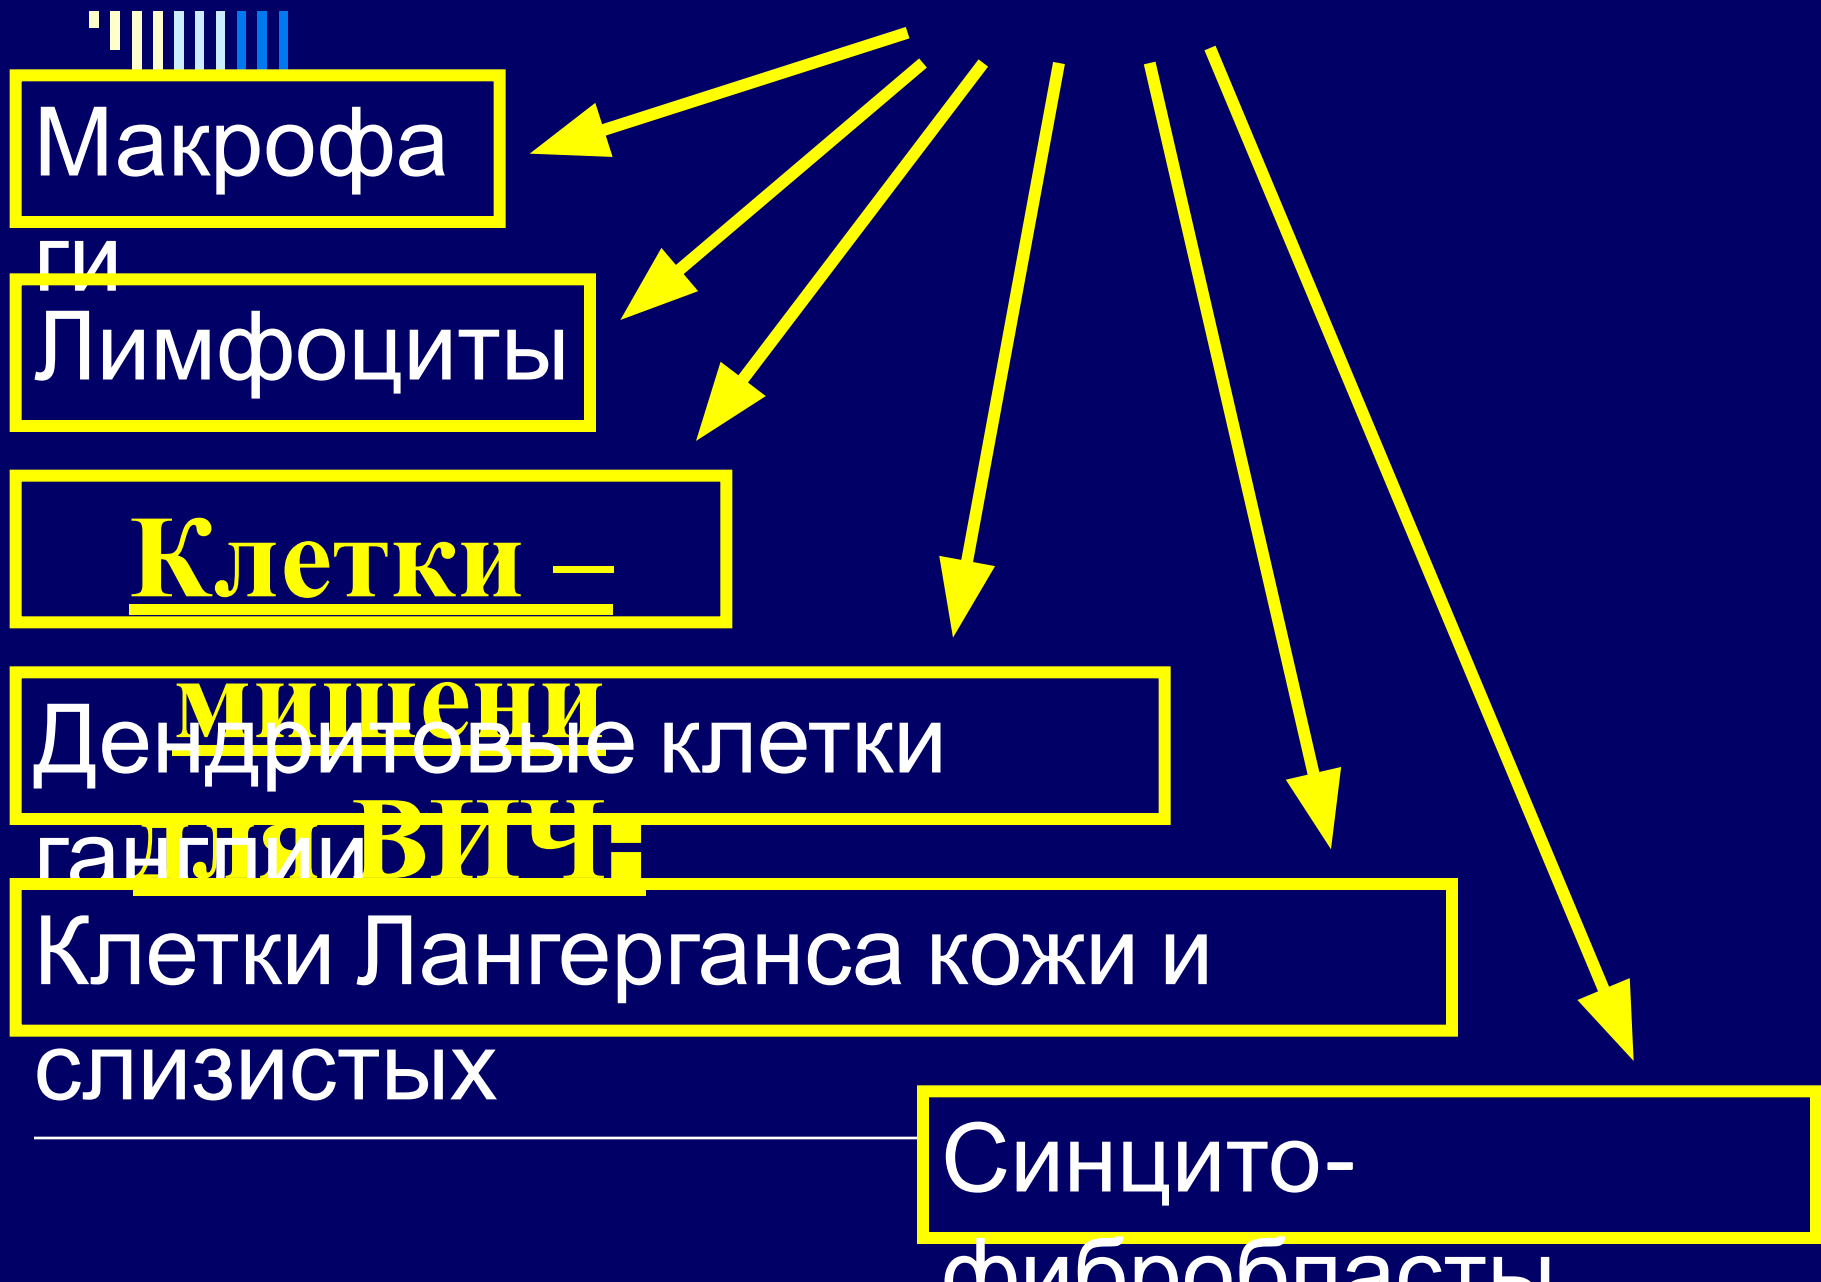 Макрофа
ги
Лимфоциты
Клетки –
мишени
Дендритовые клетки
для ВИЧ:
ганглии
Клетки Лангерганса кожи и
слизистых
Синцито-
фибробласты